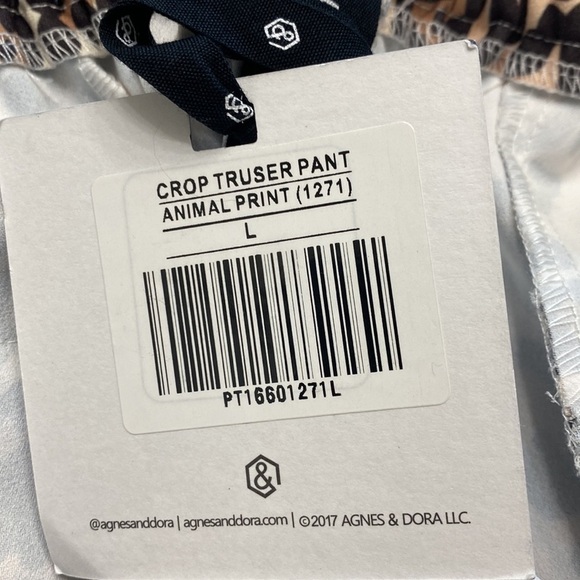 CROP TRUSER PANT
ANIMAL PRINT (1271)
L
PT16601271L
&
@agnesanddora | agnesanddora.com | ©2017 AGNES & DORA LLC.